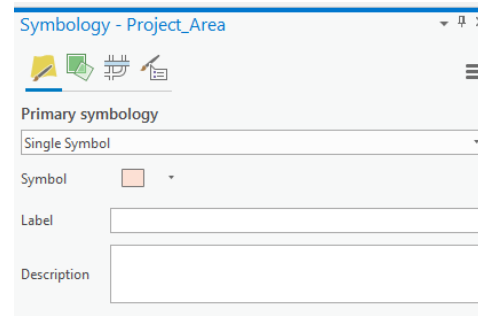 Symbology - Project_Area
Primary symbology
Single Symbol
Symbol
Label
Description